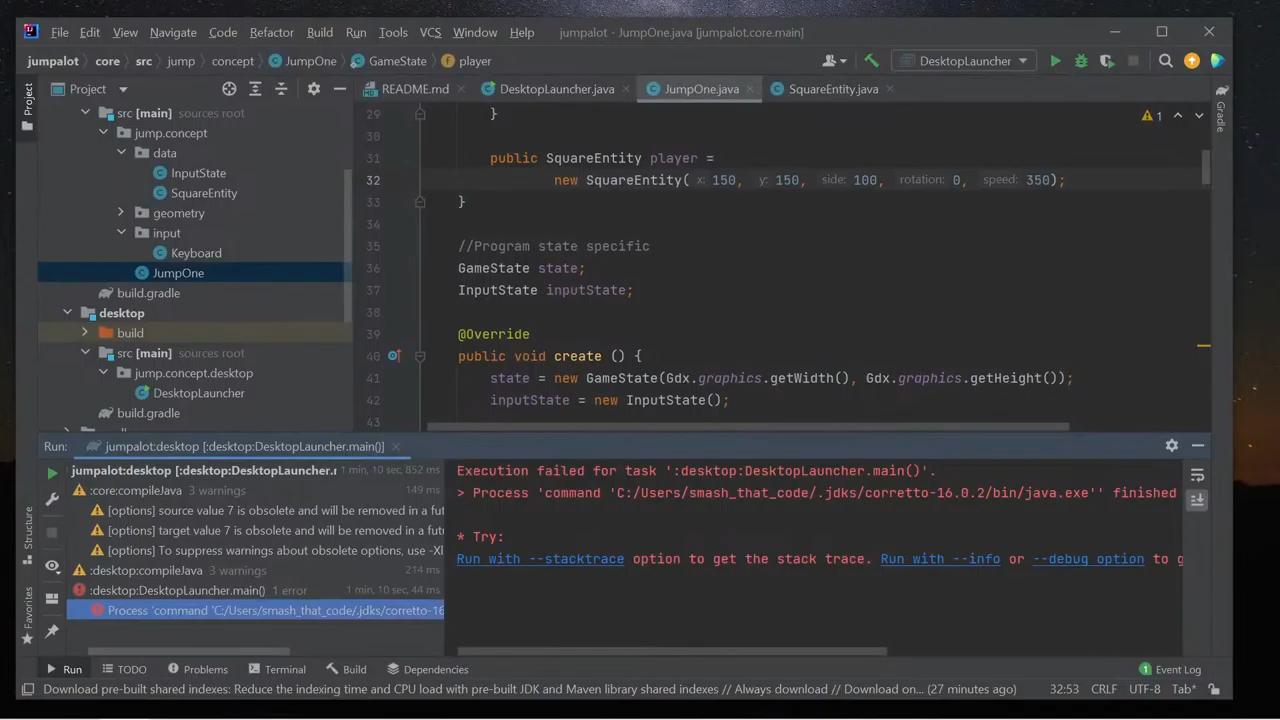 File Edit View Navigate Code Refactor Build Run Tools VCS Window Help jumpalot - JumpOne.java [jumpalot.core.main]
jumpalot core src jump concept JumpOne GameState player DesktopLauncher
Project README.md DesktopLauncher.java JumpOne.java SquareEntity.java
Project
Gradle
src [main] sources root
jump.concept
data
InputState
SquareEntity
geometry
input
Keyboard
JumpOne
build.gradle
desktop
build
src [main] sources root
jump.concept.desktop
DesktopLauncher
build.gradle
1
29 }
30
31 public SquareEntity player =
32 new SquareEntity( x: 150, y: 150, side: 100, rotation: 0, speed: 350);
33 }
34
35 //Program state specific
36 GameState state;
37 InputState inputState;
38
39 @Override
40 public void create () {
41 state = new GameState(Gdx.graphics.getWidth(), Gdx.graphics.getHeight());
42 inputState = new InputState();
43
Run: jumpalot:desktop [:desktop:DesktopLauncher.main()]
jumpalot:desktop [:desktop:DesktopLauncher.r 1 min, 10 sec, 852 ms
:core:compileJava 3 warnings 149 ms
[options] source value 7 is obsolete and will be removed in a fu
[options] target value 7 is obsolete and will be removed in a fut
[options] To suppress warnings about obsolete options, use -Xl
:desktop:compileJava 3 warnings 214 ms
:desktop:DesktopLauncher.main() 1 error 1 min, 10 sec, 44 ms
Process 'command 'C:/Users/smash_that_code/.jdks/corretto-16
Execution failed for task ':desktop:DesktopLauncher.main()'.
> Process 'command 'C:/Users/smash_that_code/.jdks/corretto-16.0.2/bin/java.exe'' finished
* Try:
Run with --stacktrace option to get the stack trace. Run with --info or --debug option to g
Structure
Favorites
Run TODO Problems Terminal Build Dependencies 1 Event Log
Download pre-built shared indexes: Reduce the indexing time and CPU load with pre-built JDK and Maven library shared indexes // Always download // Download on... (27 minutes ago) 32:53 CRLF UTF-8 Tab*